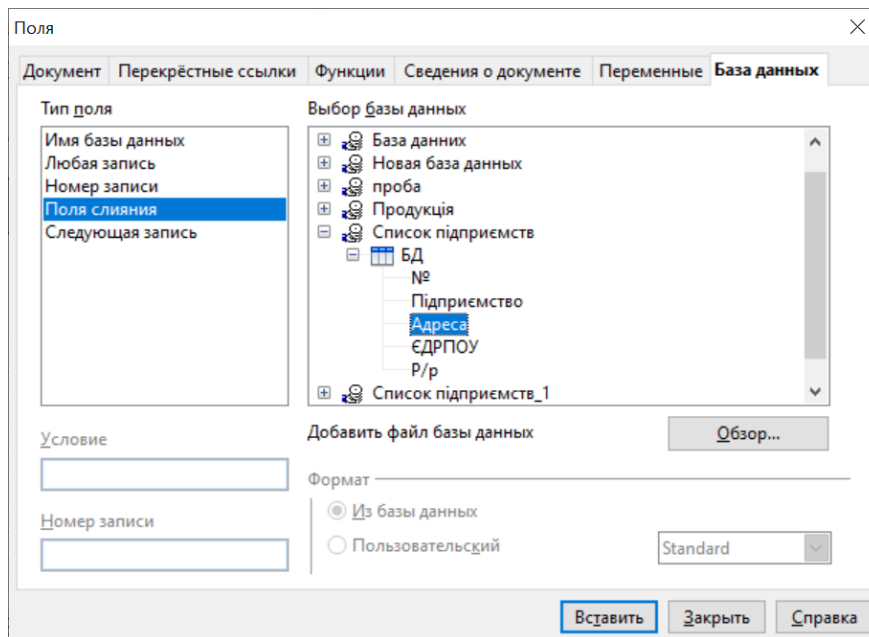 Поля
Документ Перекрёстные ссылки Функции Сведения о документе Переменные База данных
Тип поля
Имя базы данных
Любая запись
Номер записи
Поля слияния
Следующая запись
Выбор базы данных
База данних
Новая база данных
проба
Продукція
Список підприємств
БД
№
Підприємство
Адреса
ЄДРПОУ
Р/р
Список підприємств_1
Добавить файл базы данных Обзор...
Условие
Номер записи
Формат
Из базы данных
Пользовательский Standard
Вставить Закрыть Справка